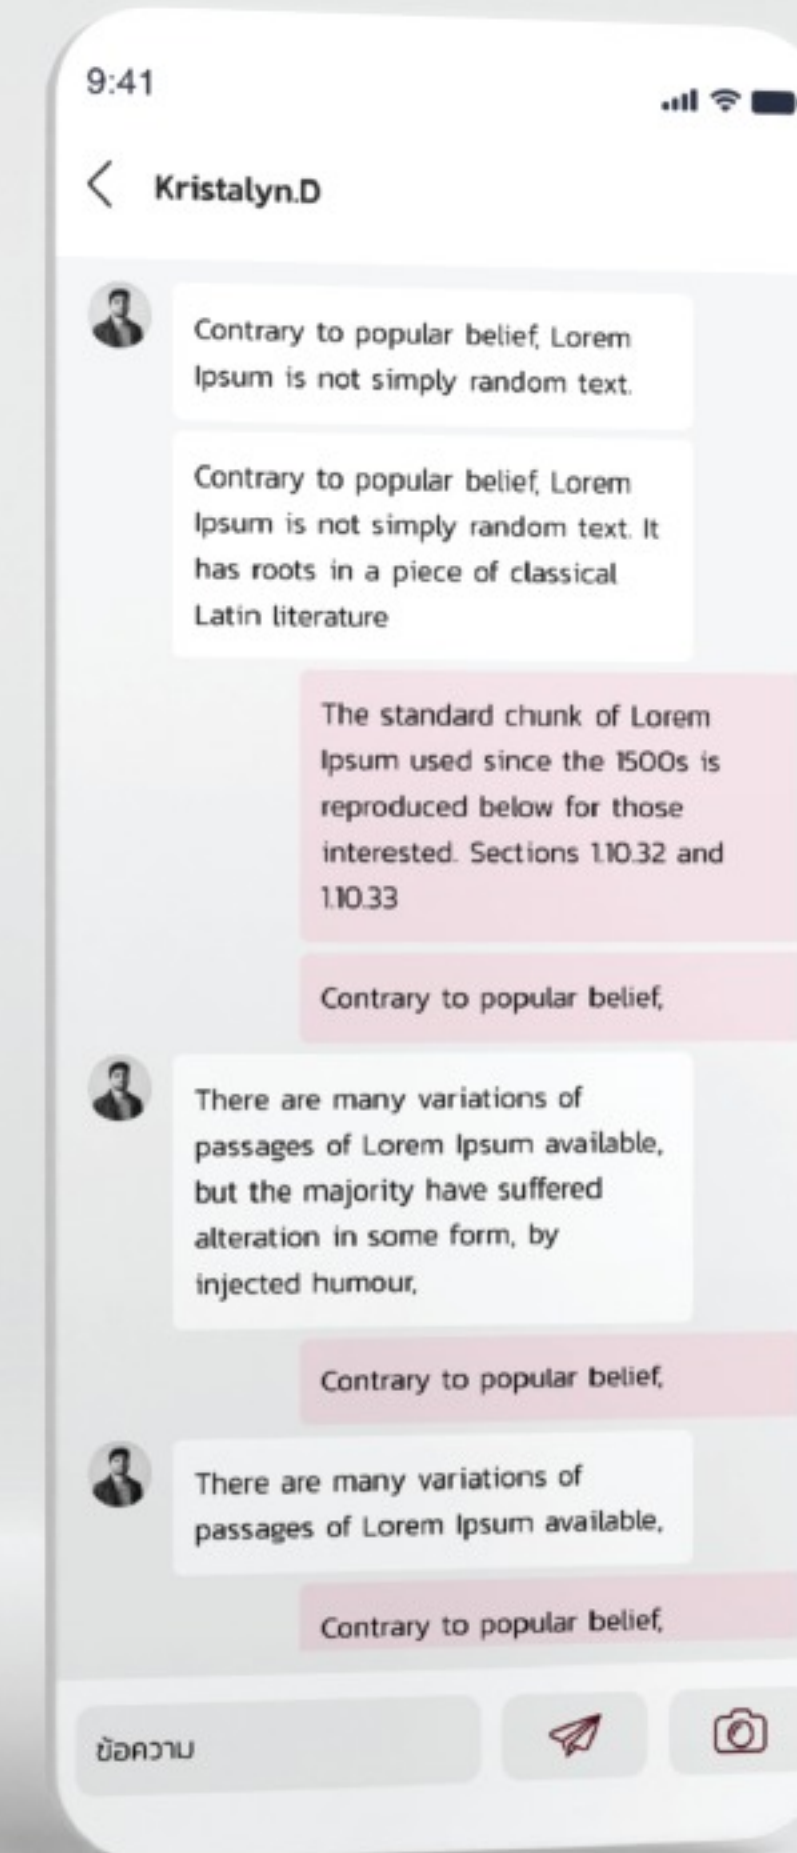 9:41
Kristalyn.D
Contrary to popular belief, Lorem
Ipsum is not simply random text.
Contrary to popular belief, Lorem
Ipsum is not simply random text. It
has roots in a piece of classical
Latin literature
The standard chunk of Lorem
Ipsum used since the 1500s is
reproduced below for those
interested. Sections 1.10.32 and
1.10.33
Contrary to popular belief,
There are many variations of
passages of Lorem Ipsum available,
but the majority have suffered
alteration in some form, by
injected humour,
Contrary to popular belief,
There are many variations of
passages of Lorem Ipsum available,
Contrary to popular belief,
ข้อความ